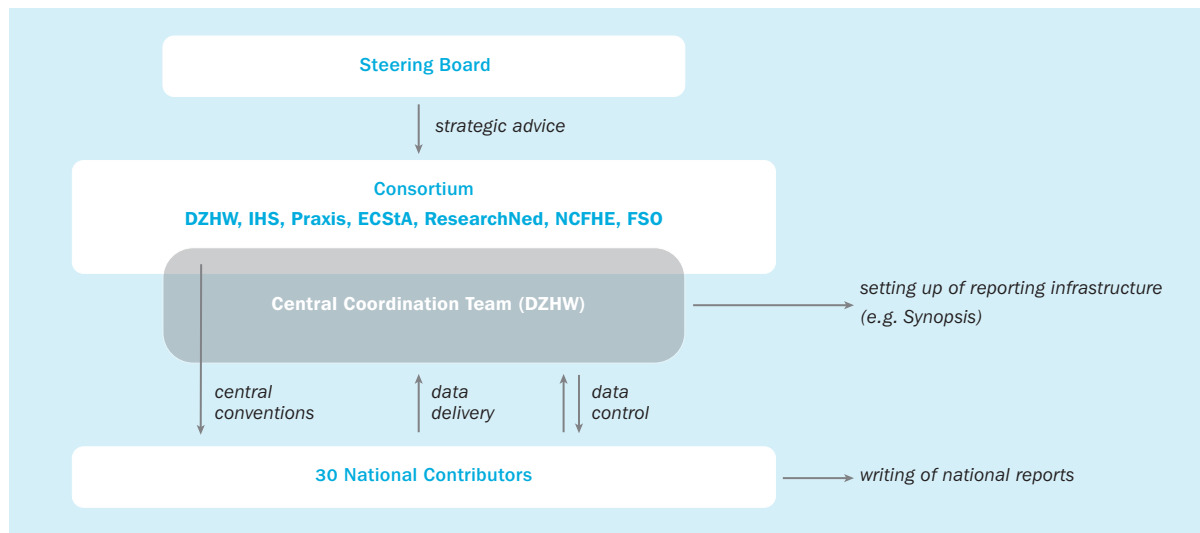 Steering Board
strategic advice
Consortium
DZHW, IHS, Praxis, ECStA, ResearchNed, NCFHE, FSO
Central Coordination Team (DZHW)
setting up of reporting infrastructure
(e.g. Synopsis)
central
conventions
data
delivery
data
control
30 National Contributors
writing of national reports